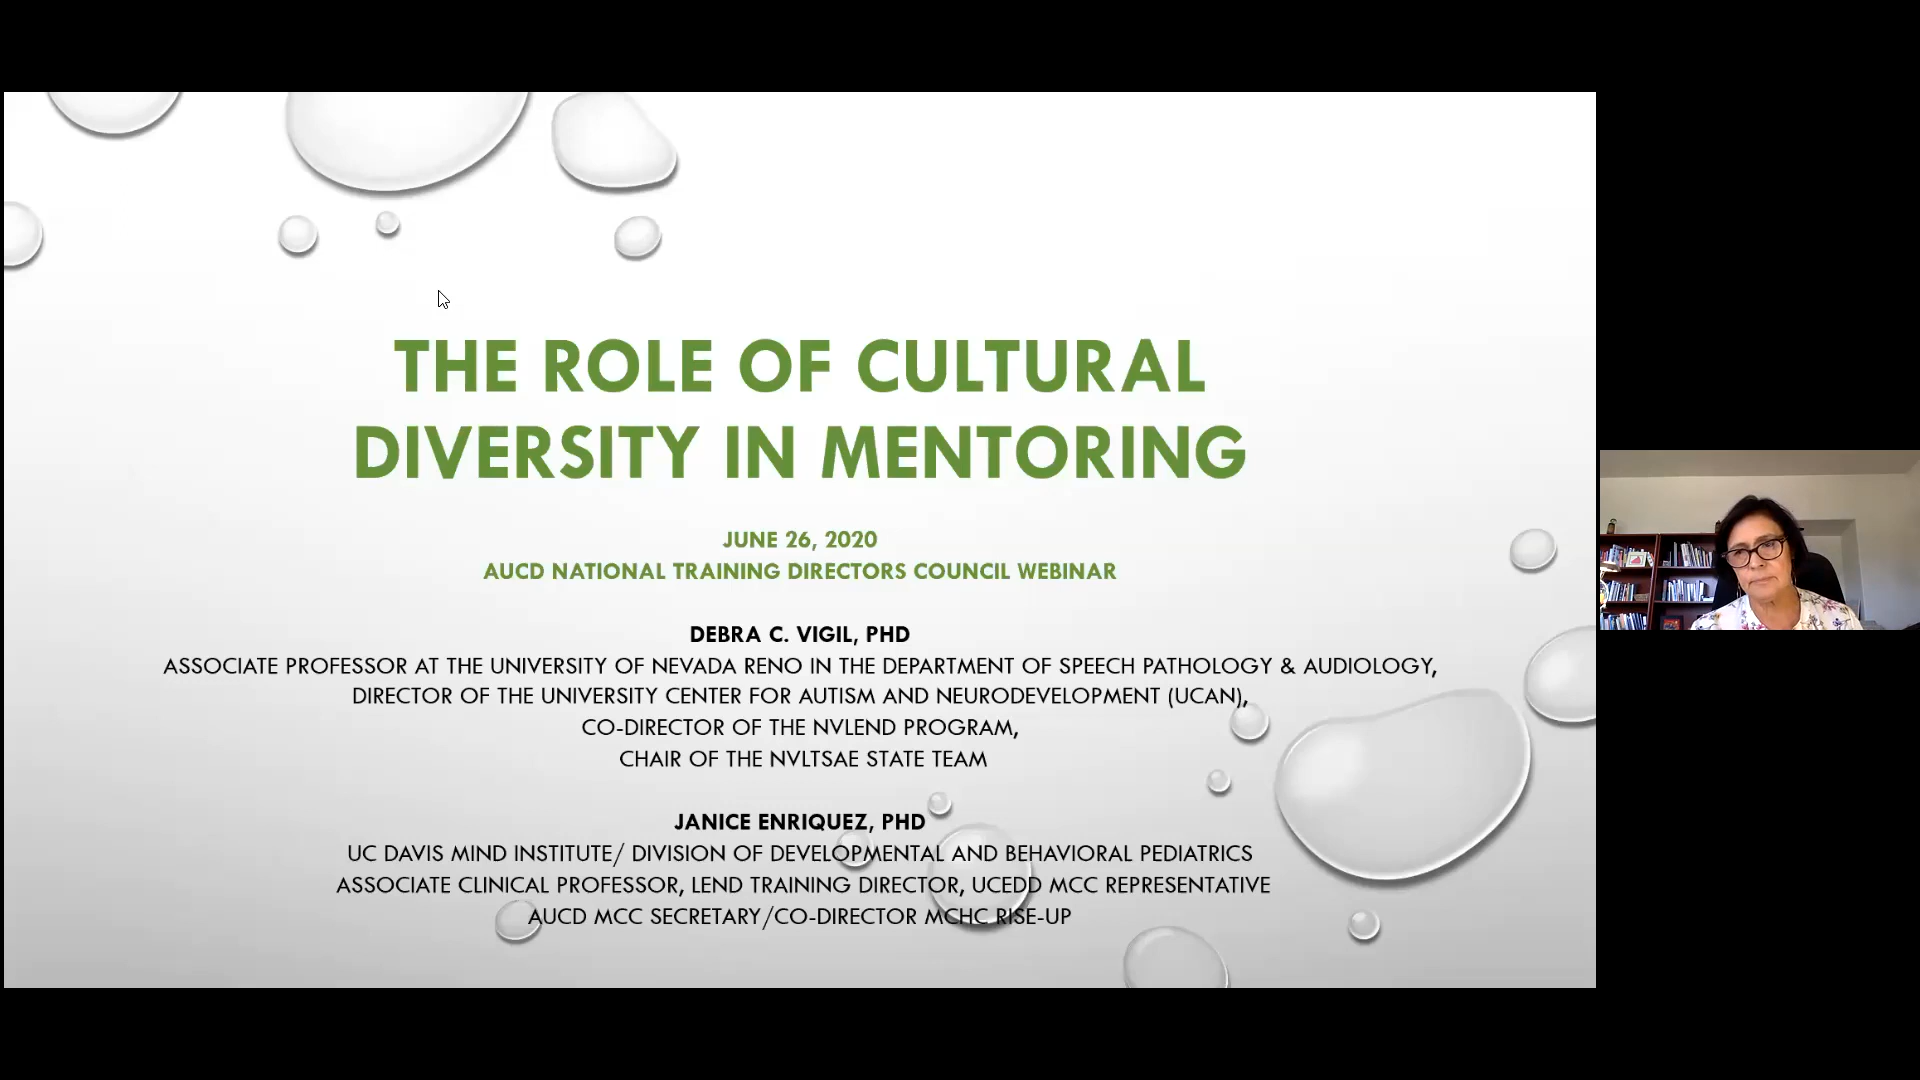 THE ROLE OF CULTURAL
DIVERSITY IN MENTORING
JUNE 26, 2020
AUCD NATIONAL TRAINING DIRECTORS COUNCIL WEBINAR
DEBRA C. VIGIL, PHD
ASSOCIATE PROFESSOR AT THE UNIVERSITY OF NEVADA RENO IN THE DEPARTMENT OF SPEECH PATHOLOGY & AUDIOLOGY,
DIRECTOR OF THE UNIVERSITY CENTER FOR AUTISM AND NEURODEVELOPMENT (UCAN),
CO-DIRECTOR OF THE NVLEND PROGRAM,
CHAIR OF THE NVLTSAE STATE TEAM
JANICE ENRIQUEZ, PHD
UC DAVIS MIND INSTITUTE/ DIVISION OF DEVELOPMENTAL AND BEHAVIORAL PEDIATRICS
ASSOCIATE CLINICAL PROFESSOR, LEND TRAINING DIRECTOR, UCEDD MCC REPRESENTATIVE
AUCD MCC SECRETARY/CO-DIRECTOR MCHC RISE-UP